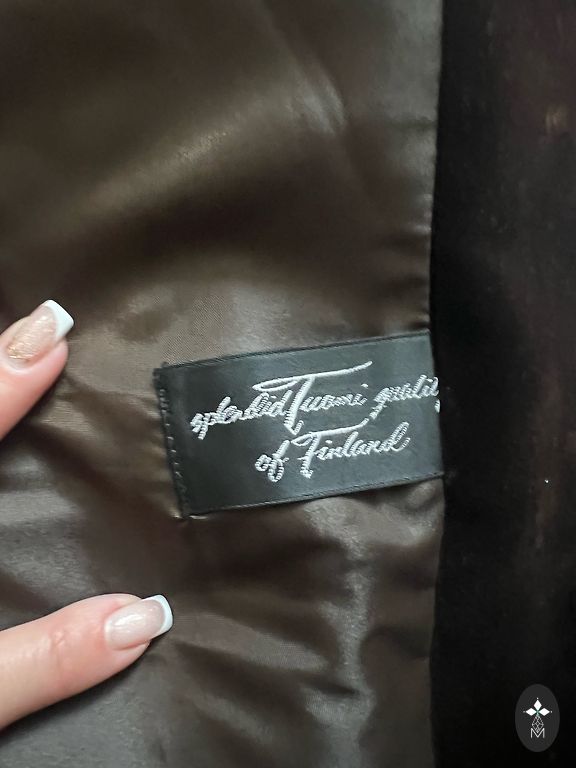 splendid Tuomi quality
of Finland
M